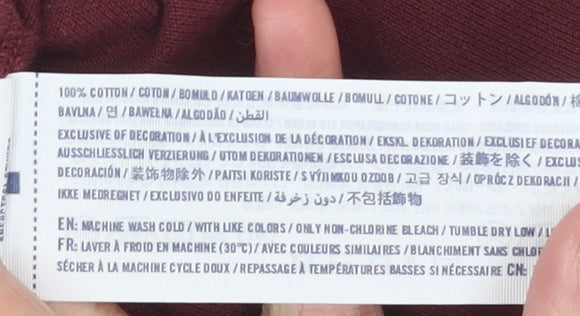 100% COTTON / COTON / BOMULD / KATOEN / BAUMWOLLE / BOMULL / COTONE / コットン / ALGODÓN /
BAVLNA / 면 / BAWEŁNA / ALGODÃO / القطن
EXCLUSIVE OF DECORATION / À L'EXCLUSION DE LA DÉCORATION / EKSKL. DEKORATION / EXCLUSIEF DECORA
AUSSCHLIESSLICH VERZIERUNG / UTOM DEKORATIONEN / ESCLUSA DECORAZIONE / 装飾を除く / EXCLU
DECORACIÓN / 装饰物除外 / PAITSI KORISTE / S VÝJIMKOU OZDOB / 고급 장식 / OPRÓCZ DEKORACJI /
IKKE MEDREGNET / EXCLUSIVO DO ENFEITE / دون زخرفة / 不包括飾物
EN: MACHINE WASH COLD / WITH LIKE COLORS / ONLY NON-CHLORINE BLEACH / TUMBLE DRY LOW /
FR: LAVER À FROID EN MACHINE (30°C) / AVEC COULEURS SIMILAIRES / BLANCHIMENT SANS CHLO
SÉCHER À LA MACHINE CYCLE DOUX / REPASSAGE À TEMPÉRATURES BASSES SI NÉCESSAIRE CN: